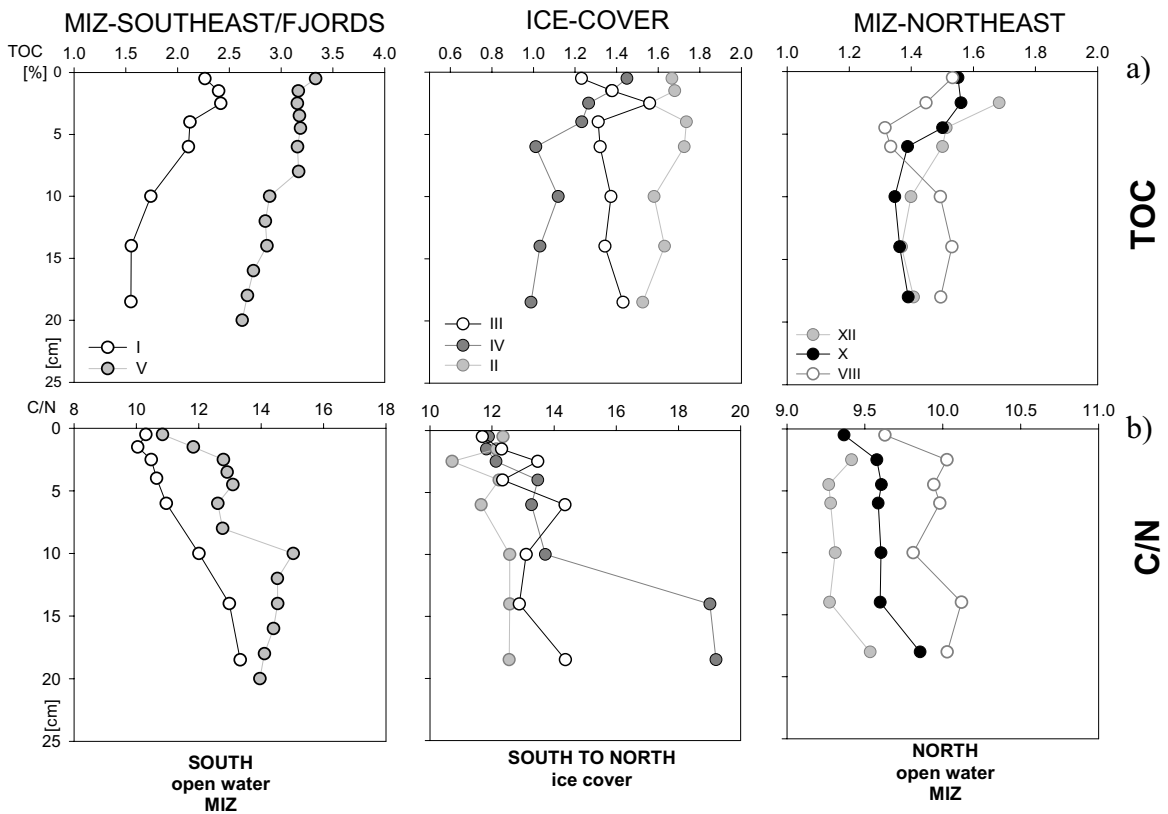 MIZ-SOUTHEAST/FJORDS ICE-COVER MIZ-NORTHEAST
TOC 1.0 1.5 2.0 2.5 3.0 3.5 4.0 0.6 0.8 1.0 1.2 1.4 1.6 1.8 2.0 1.0 1.2 1.4 1.6 1.8 2.0
[%] 0 a)
5
10
15
20
[cm]
25
I
V
III
IV
II
XII
X
VIII
TOC
C/N 8 10 12 14 16 18 10 12 14 16 18 20 9.0 9.5 10.0 10.5 11.0
0 b)
5
10
15
20
25 [cm]
C/N
SOUTH
open water
MIZ
SOUTH TO NORTH
ice cover
NORTH
open water
MIZ